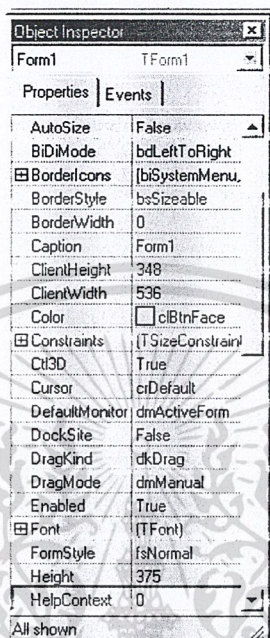 Object Inspector
Form1 TForm1
Properties Events
AutoSize False
BiDiMode bdLeftToRight
BorderIcons [biSystemMenu,
BorderStyle bsSizeable
BorderWidth 0
Caption Form1
ClientHeight 348
ClientWidth 536
Color clBtnFace
Constraints (TSizeConstraint
Ctl3D True
Cursor crDefault
DefaultMonitor dmActiveForm
DockSite False
DragKind dkDrag
DragMode dmManual
Enabled True
Font (TFont)
FormStyle fsNormal
Height 375
HelpContext 0
All shown